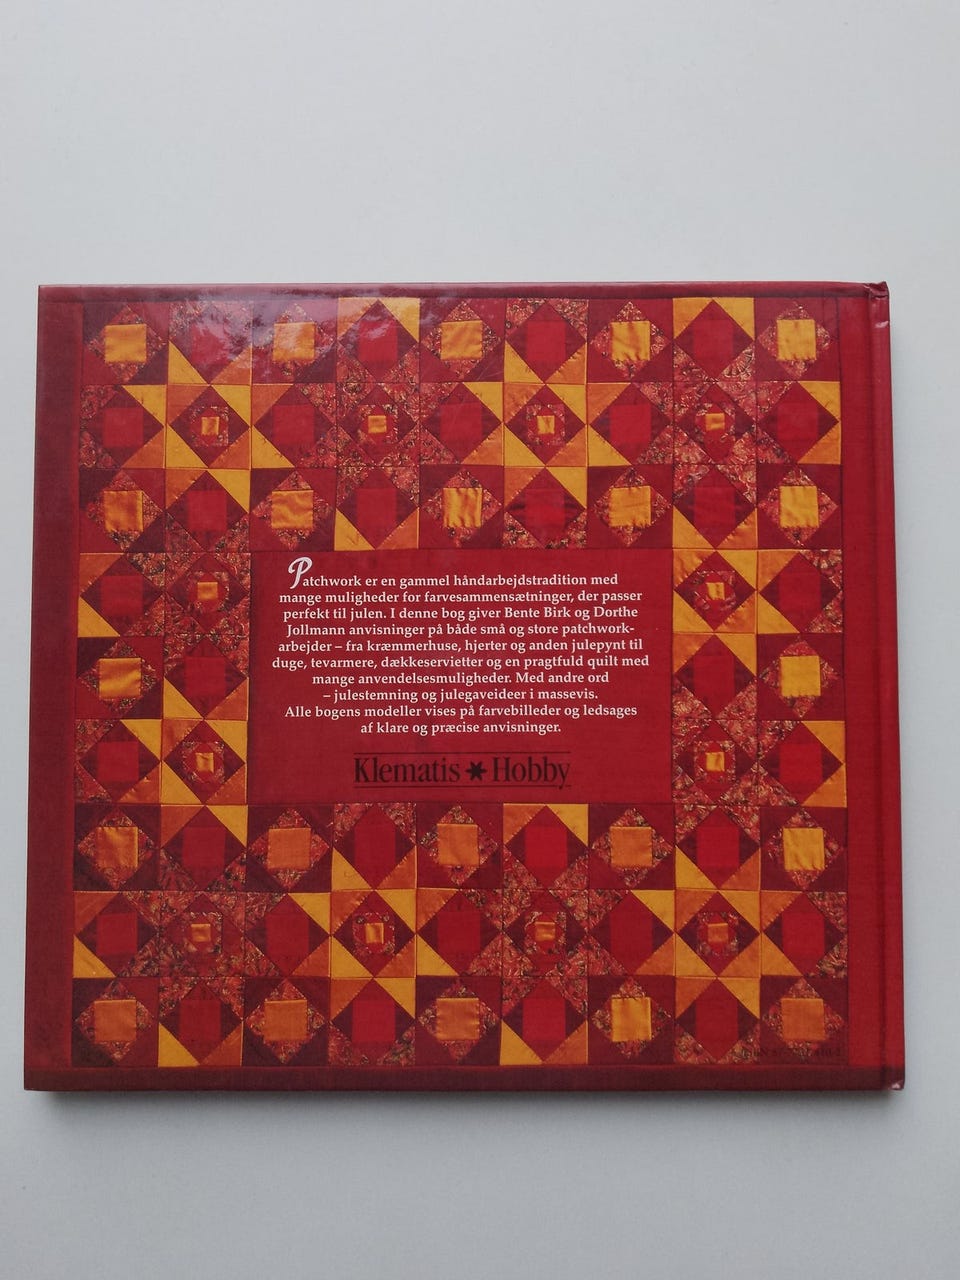 Patchwork er en gammel håndarbejdstradition med
mange muligheder for farvesammensætninger, der passer
perfekt til julen. I denne bog giver Bente Birk og Dorthe
Jollmann anvisninger på både små og store patchwork-
arbejder – fra kræmmerhuse, hjerter og anden julepynt til
duge, tevarmere, dækkeservietter og en pragtfuld quilt med
mange anvendelsesmuligheder. Med andre ord
– julestemning og julegaveideer i massevis.
Alle bogens modeller vises på farvebilleder og ledsages
af klare og præcise anvisninger.
Klematis * Hobby
ISBN